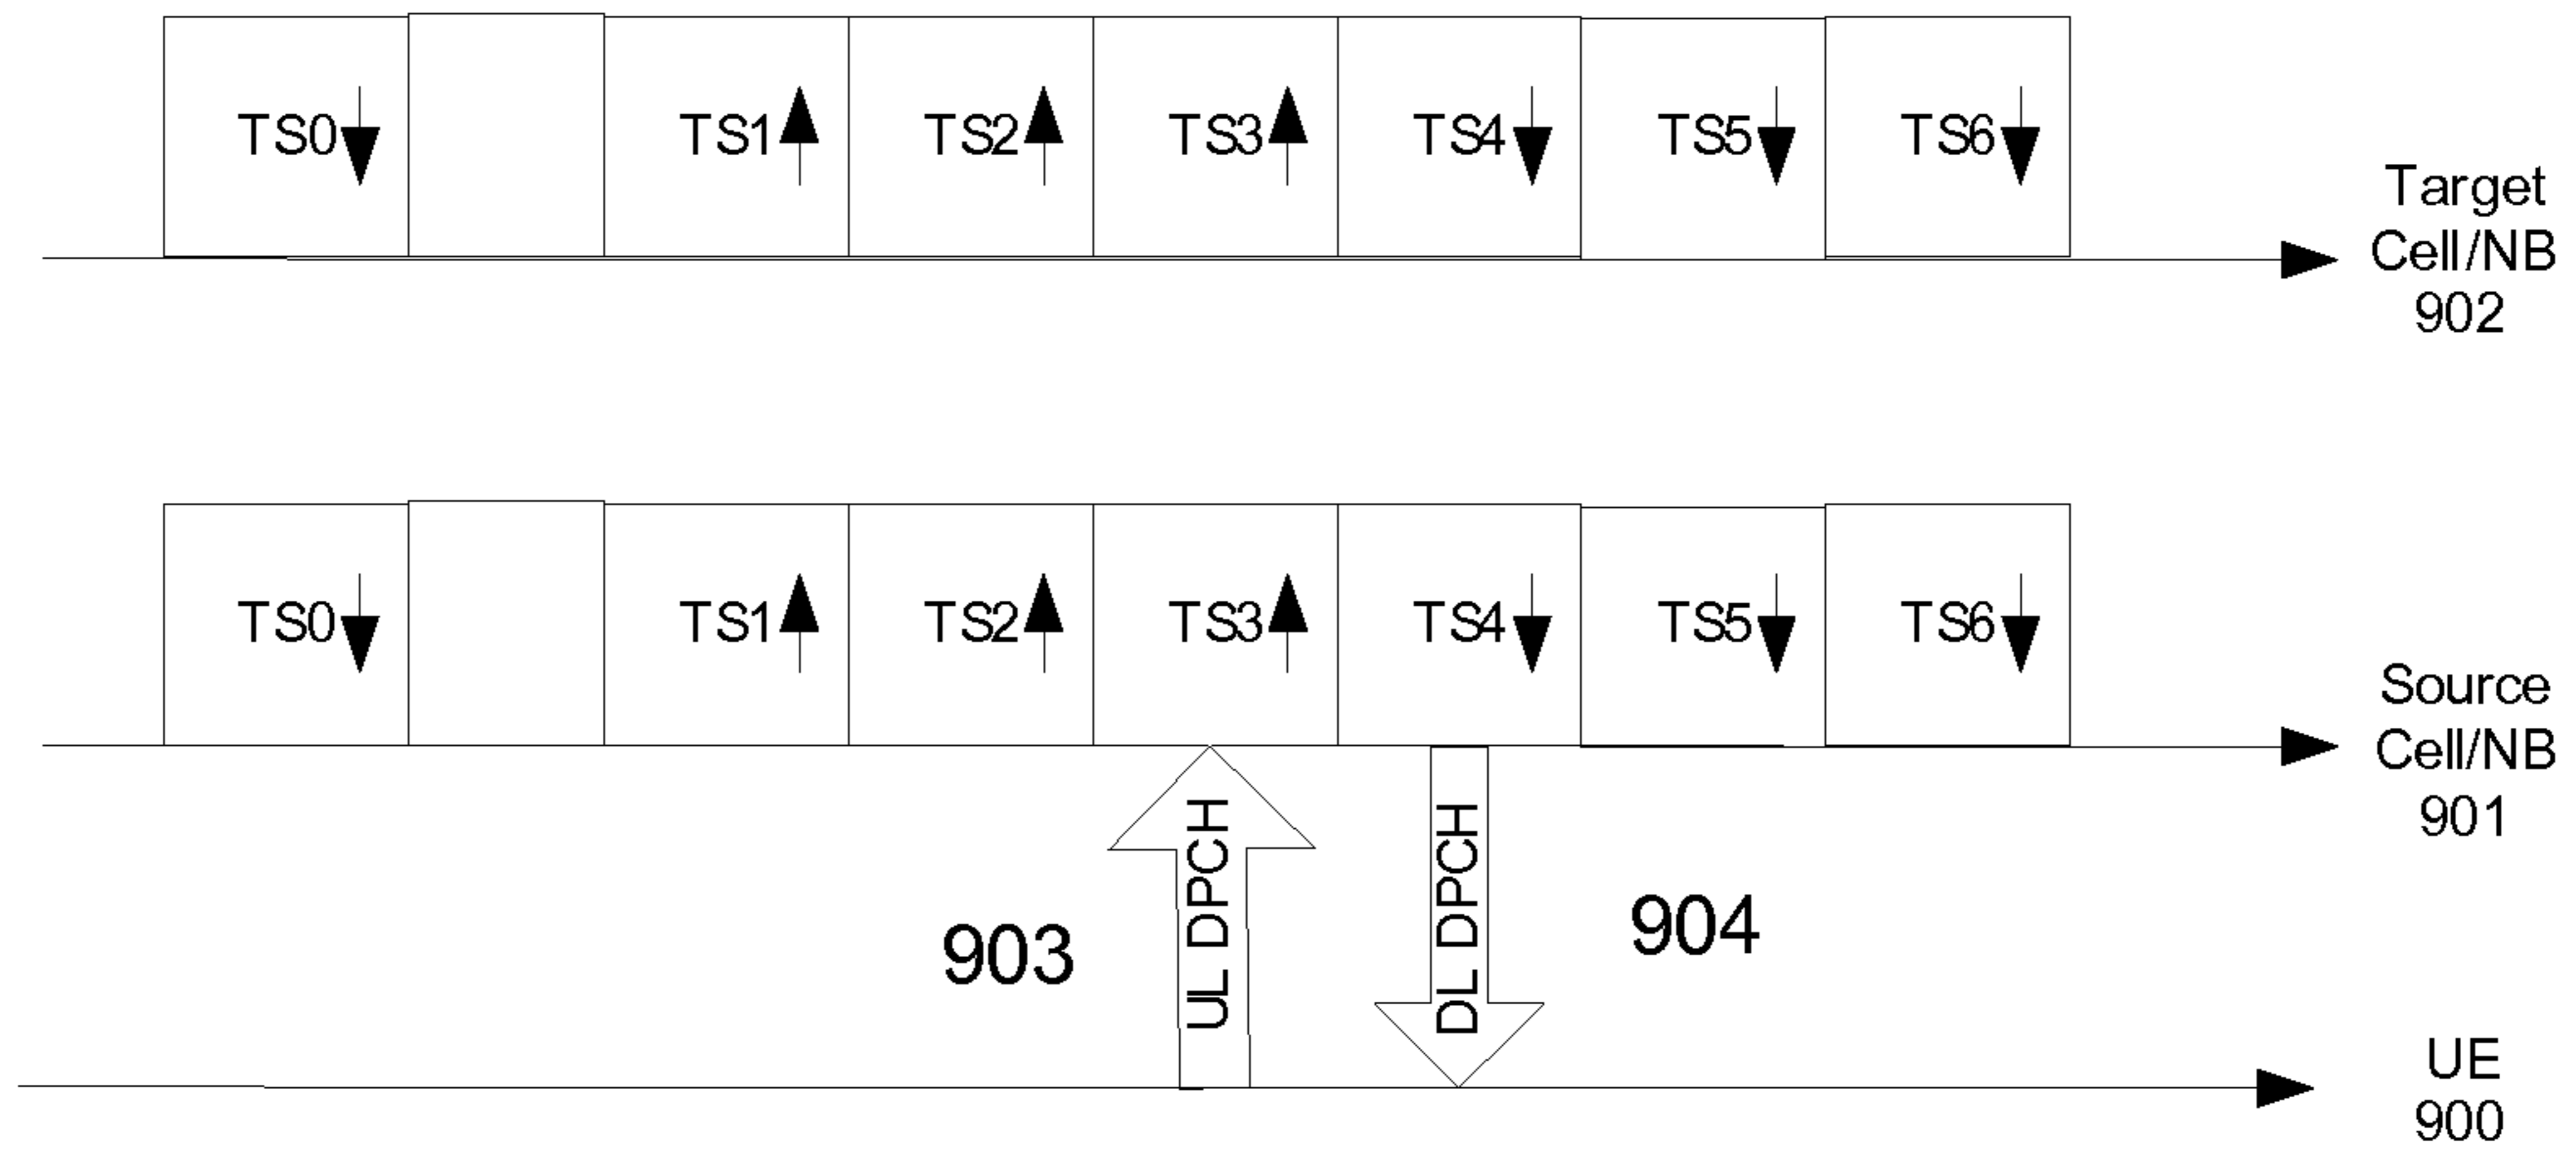 TS0 TS1 TS2 TS3 TS4 TS5 TS6
Target
Cell/NB
902
TS0 TS1 TS2 TS3 TS4 TS5 TS6
Source
Cell/NB
901
UL DPCH
DL DPCH
903
904
UE
900